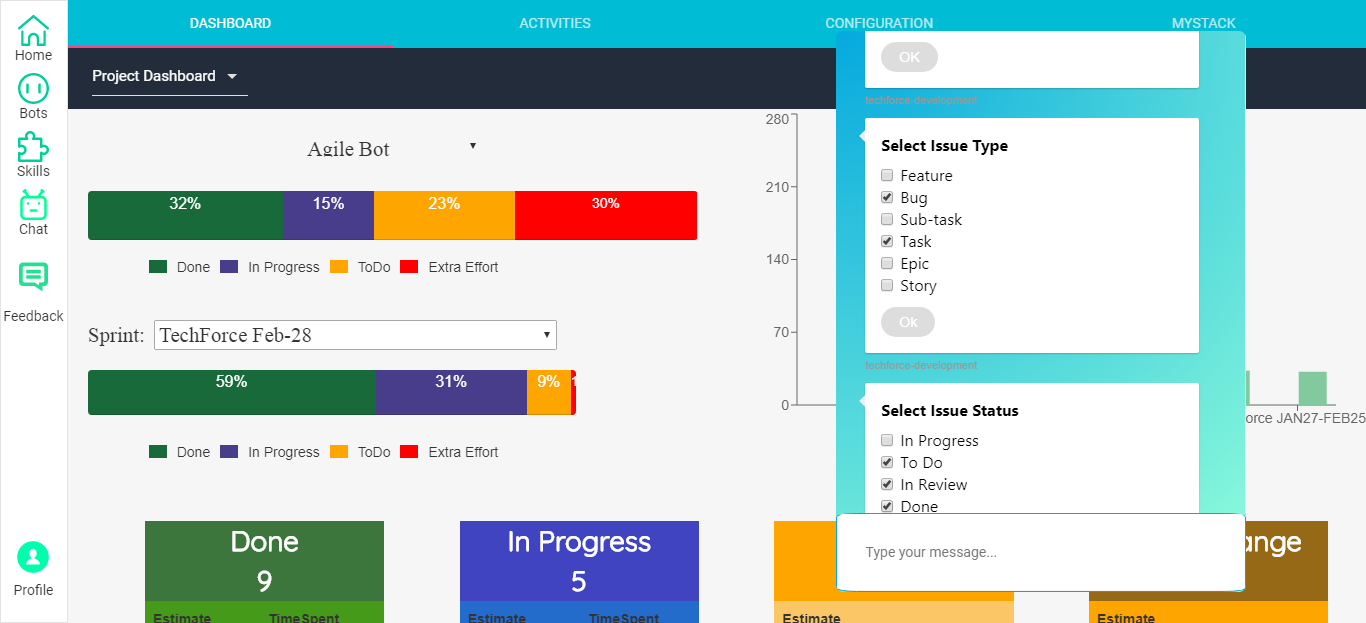 DASHBOARD ACTIVITIES CONFIGURATION MYSTACK
Home
Bots
Skills
Chat
Feedback
Profile
Project Dashboard
Agile Bot
32% 15% 23% 30%
Done In Progress ToDo Extra Effort
Sprint: TechForce Feb-28
59% 31% 9%
Done In Progress ToDo Extra Effort
280
210
140
70
0
orce JAN27-FEB25
OK
techforce-development
Select Issue Type
Feature
Bug
Sub-task
Task
Epic
Story
Ok
techforce-development
Select Issue Status
In Progress
To Do
In Review
Done
Type your message...
Done
9
Estimate TimeSpent
In Progress
5
Estimate TimeSpent
Estimate
ange
Estimate